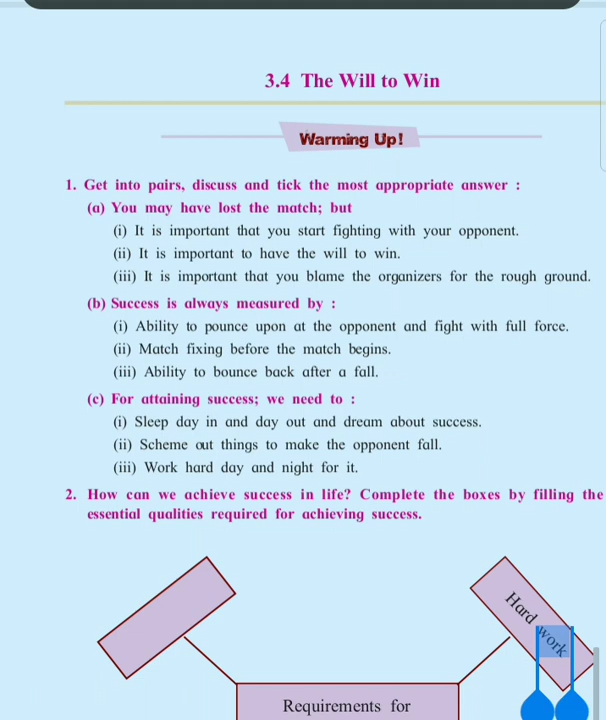 3.4 The Will to Win
Warming Up!
1. Get into pairs, discuss and tick the most appropriate answer :
(a) You may have lost the match; but
(i) It is important that you start fighting with your opponent.
(ii) It is important to have the will to win.
(iii) It is important that you blame the organizers for the rough ground.
(b) Success is always measured by :
(i) Ability to pounce upon at the opponent and fight with full force.
(ii) Match fixing before the match begins.
(iii) Ability to bounce back after a fall.
(c) For attaining success; we need to :
(i) Sleep day in and day out and dream about success.
(ii) Scheme out things to make the opponent fall.
(iii) Work hard day and night for it.
2. How can we achieve success in life? Complete the boxes by filling the
essential qualities required for achieving success.
Hard work
Requirements for